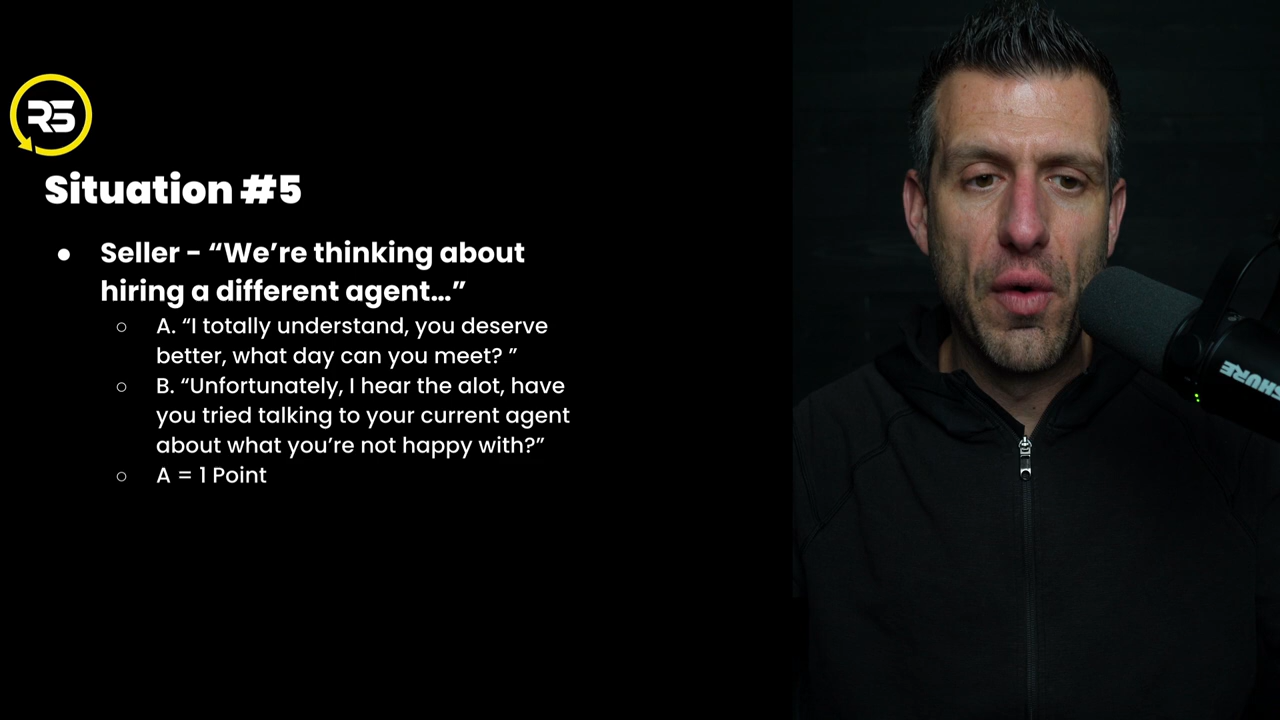 R5
Situation #5
● Seller - “We’re thinking about
hiring a different agent…”
○ A. “I totally understand, you deserve
better, what day can you meet? ”
○ B. “Unfortunately, I hear the alot, have
you tried talking to your current agent
about what you’re not happy with?”
○ A = 1 Point
SHURE